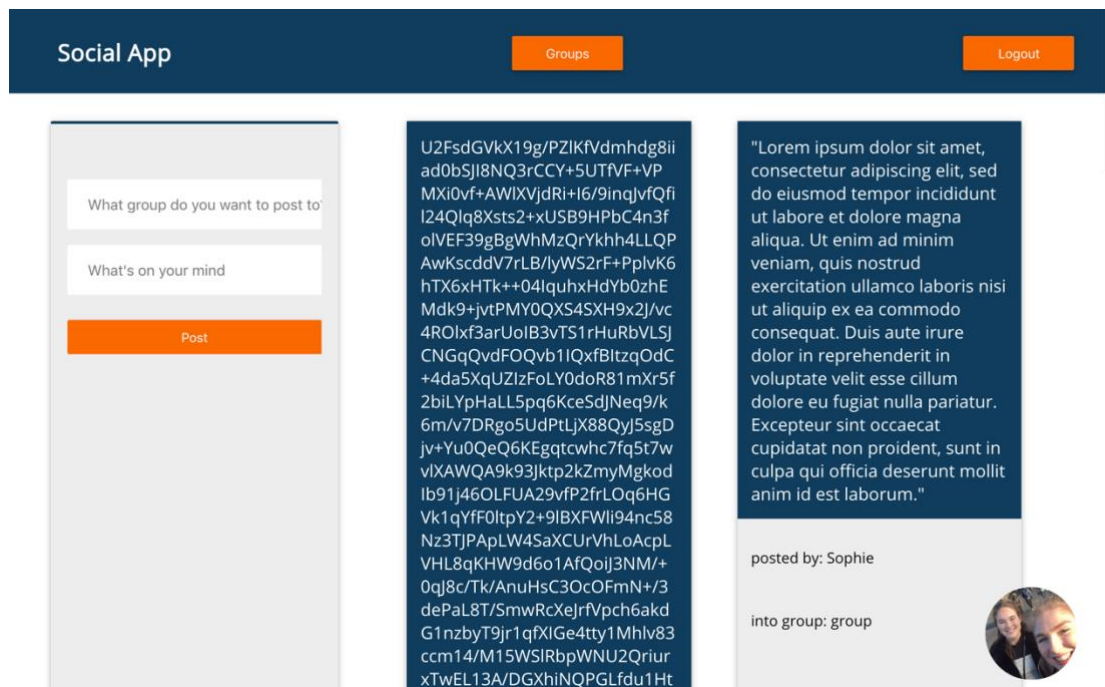 Social App
Groups
Logout
What group do you want to post to
What's on your mind
Post
U2FsdGVkX19g/PZlKfVdmhdg8ii
ad0bSJI8NQ3rCCY+5UTfVF+VP
MXi0vf+AWlXVjdRi+I6/9inqJvfQfi
l24Qlq8Xsts2+xUSB9HPbC4n3f
olVEF39gBgWhMzQrYkhh4LLQP
AwKscddV7rLB/lyWS2rF+PplvK6
hTX6xHTk++04IquhxHdYb0zhE
Mdk9+jvtPMY0QXS4SXH9x2J/vc
4ROlxf3arUoIB3vTS1rHuRbVLSJ
CNGqQvdFOQvb1IQxfBItzqOdC
+4da5XqUZIzFoLY0doR81mXr5f
2biLYpHaLL5pq6KceSdJNeq9/k
6m/v7DRgo5UdPtLjX88QyJ5sgD
jv+Yu0QeQ6KEgqtcwhc7fq5t7w
vlXAWQA9k93Jktp2kZmyMgkod
Ib91j46OLFUA29vfP2frLOq6HG
Vk1qYfF0ltpY2+9lBXFWli94nc58
Nz3TJPApLW4SaXCUrVhLoAcpL
VHL8qKHW9d6o1AfQoiJ3NM/+
0qJ8c/Tk/AnuHsC3OcOFmN+/3
dePaL8T/SmwRcXeJrfVpch6akd
G1nzbyT9jr1qfXIGe4tty1Mhlv83
ccm14/M15WSlRbpWNU2Qriur
xTwEL13A/DGXhiNQPGLfdu1Ht
"Lorem ipsum dolor sit amet,
consectetur adipiscing elit, sed
do eiusmod tempor incididunt
ut labore et dolore magna
aliqua. Ut enim ad minim
veniam, quis nostrud
exercitation ullamco laboris nisi
ut aliquip ex ea commodo
consequat. Duis aute irure
dolor in reprehenderit in
voluptate velit esse cillum
dolore eu fugiat nulla pariatur.
Excepteur sint occaecat
cupidatat non proident, sunt in
culpa qui officia deserunt mollit
anim id est laborum."
posted by: Sophie
into group: group